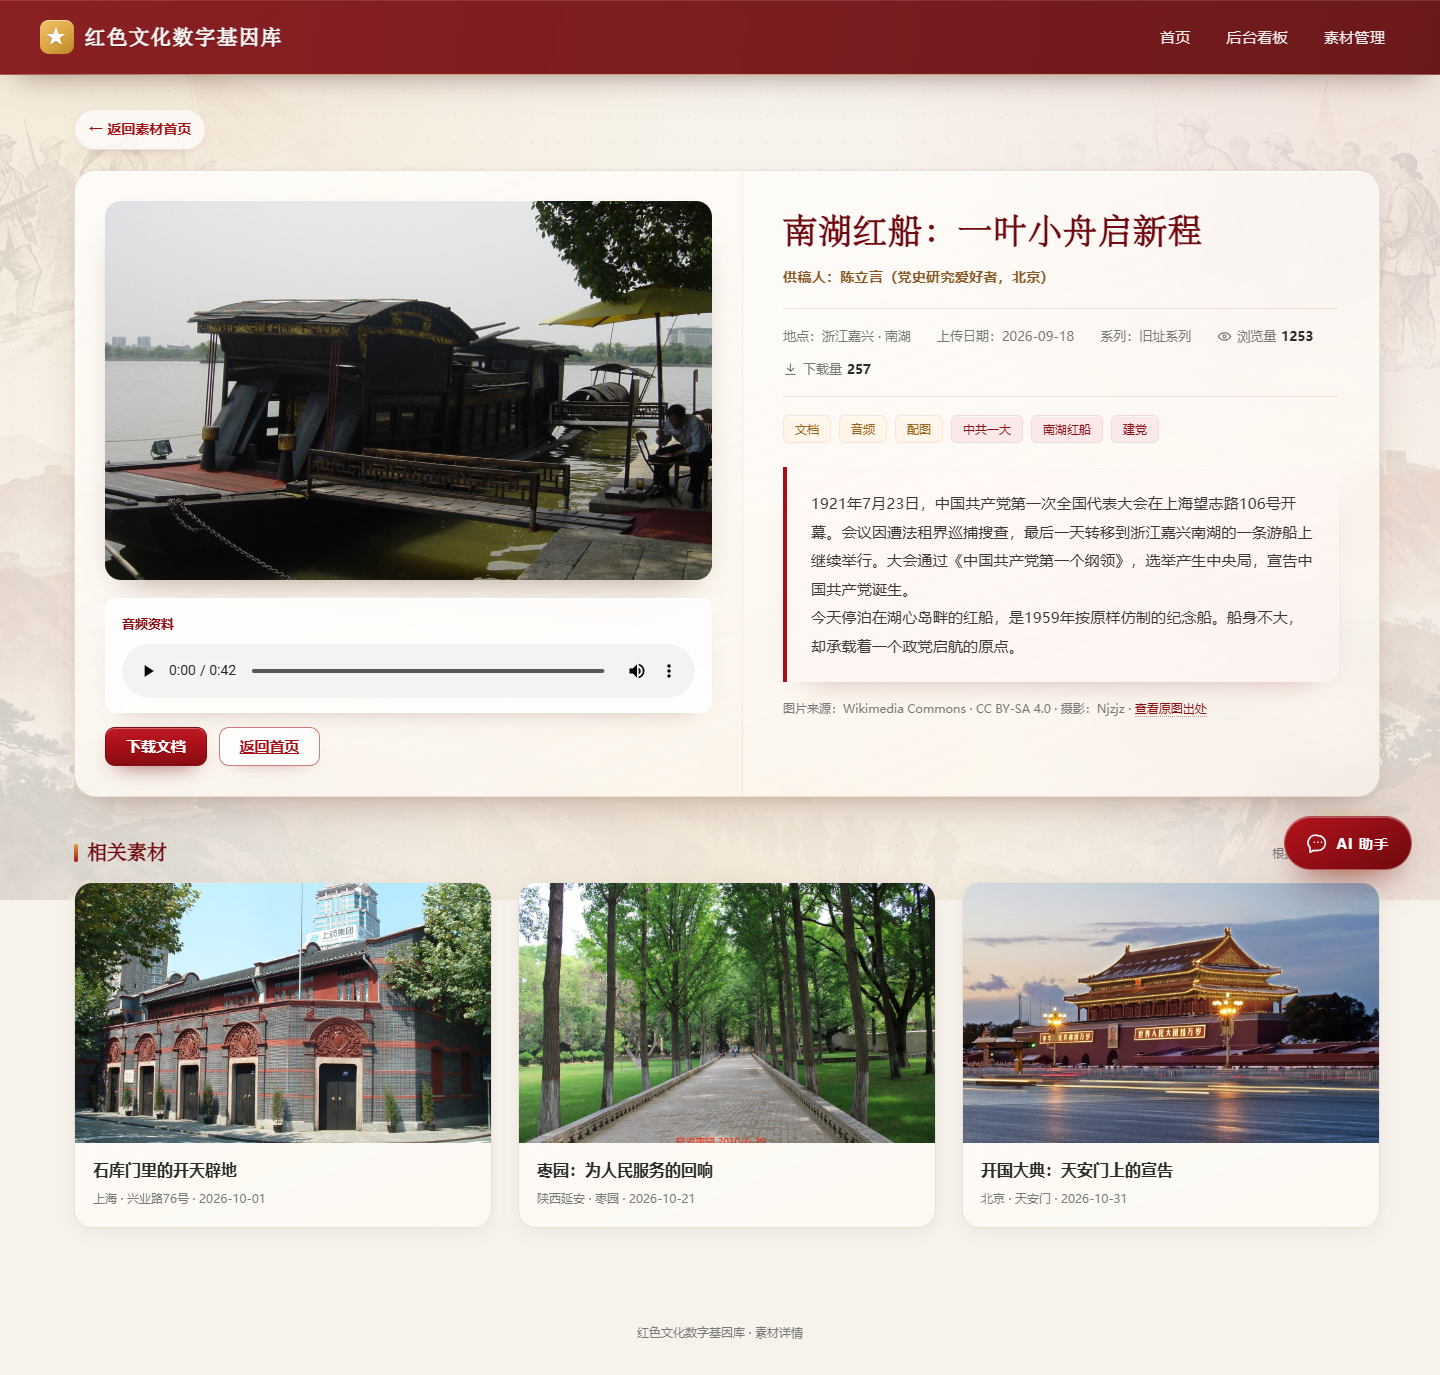 红色文化数字基因库
首页
后台看板
素材管理
← 返回素材首页
音频资料
0:00 / 0:42
下载文档
返回首页
南湖红船：一叶小舟启新程
供稿人：陈立言（党史研究爱好者，北京）
地点：浙江嘉兴 · 南湖
上传日期：2026-09-18
系列：旧址系列
浏览量 1253
下载量 257
文档
音频
配图
中共一大
南湖红船
建党
1921年7月23日，中国共产党第一次全国代表大会在上海望志路106号开
幕。会议因遭法租界巡捕搜查，最后一天转移到浙江嘉兴南湖的一条游船上
继续举行。大会通过《中国共产党第一个纲领》，选举产生中央局，宣告中
国共产党诞生。
今天停泊在湖心岛畔的红船，是1959年按原样仿制的纪念船。船身不大，
却承载着一个政党启航的原点。
图片来源：Wikimedia Commons · CC BY-SA 4.0 · 摄影：Njzjz · 查看原图出处
相关素材
AI 助手
上药集团
世界人民大团结万岁
石库门里的开天辟地
上海 · 兴业路76号 · 2026-10-01
枣园：为人民服务的回响
陕西延安 · 枣园 · 2026-10-21
开国大典：天安门上的宣告
北京 · 天安门 · 2026-10-31
红色文化数字基因库 · 素材详情